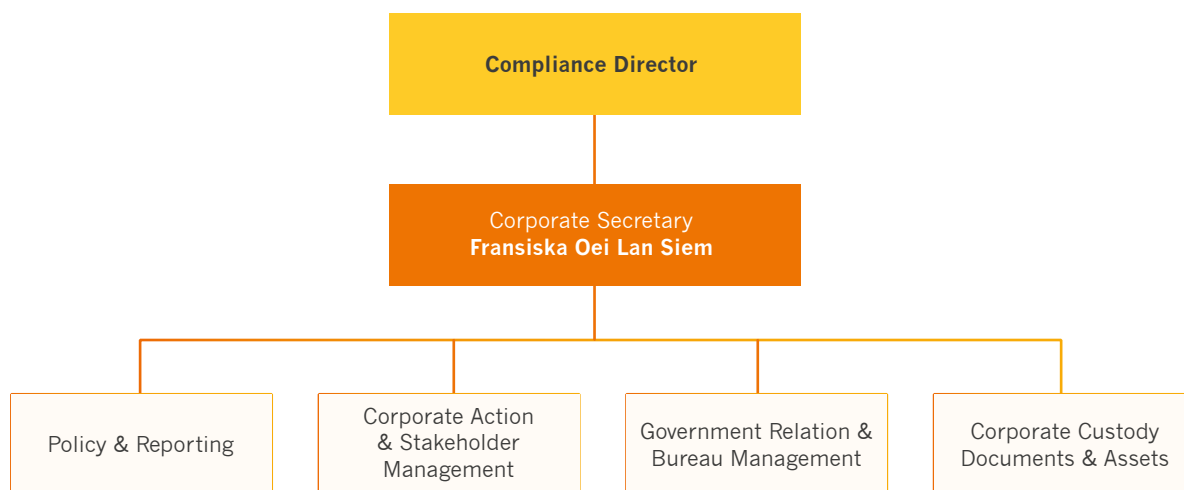 Compliance Director
Corporate Secretary
Fransiska Oei Lan Siem
Policy & Reporting
Corporate Action
& Stakeholder
Management
Government Relation &
Bureau Management
Corporate Custody
Documents & Assets